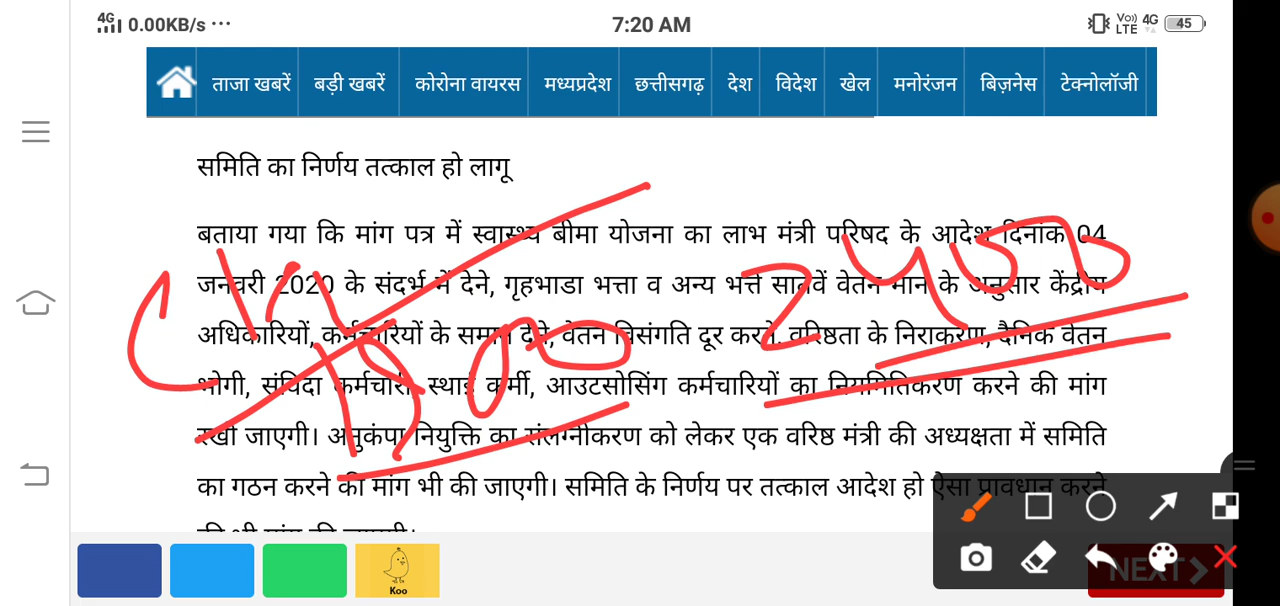 4G 0.00KB/s ··· 7:20 AM Vo)) LTE 4G 45
ताजा खबरें बड़ी खबरें कोरोना वायरस मध्यप्रदेश छत्तीसगढ़ देश विदेश खेल मनोरंजन बिज़नेस टेक्नोलॉजी
समिति का निर्णय तत्काल हो लागू
बताया गया कि मांग पत्र में स्वास्थ्य बीमा योजना का लाभ मंत्री परिषद के आदेश दिनांक 04
जनवरी 2020 के संदर्भ में देने, गृहभाडा भत्ता व अन्य भत्ते सातवें वेतन मान के अनुसार केंद्रीय
अधिकारियों, कर्मचारियों के समान देने, वेतन विसंगति दूर करने, वरिष्ठता के निराकरण, दैनिक वेतन
भोगी, संविदा कर्मचारी, स्थाई कर्मी, आउटसोसिंग कर्मचारियों का नियमितिकरण करने की मांग
रखी जाएगी। अनुकंपा नियुक्ति का संलग्नीकरण को लेकर एक वरिष्ठ मंत्री की अध्यक्षता में समिति
का गठन करने की मांग भी की जाएगी। समिति के निर्णय पर तत्काल आदेश हो ऐसा प्रावधान करने
2400
Koo
NEXT